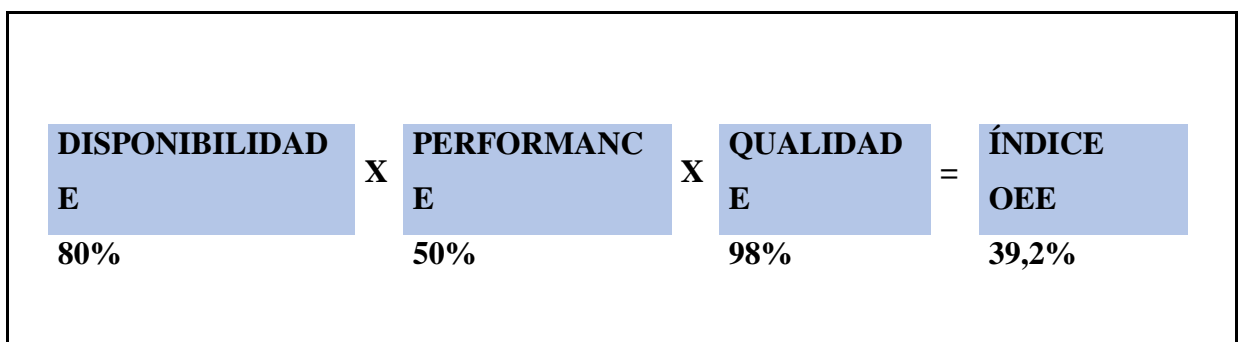 DISPONIBILIDAD
E
80%
X
PERFORMANC
E
50%
X
QUALIDAD
E
98%
=
ÍNDICE
OEE
39,2%